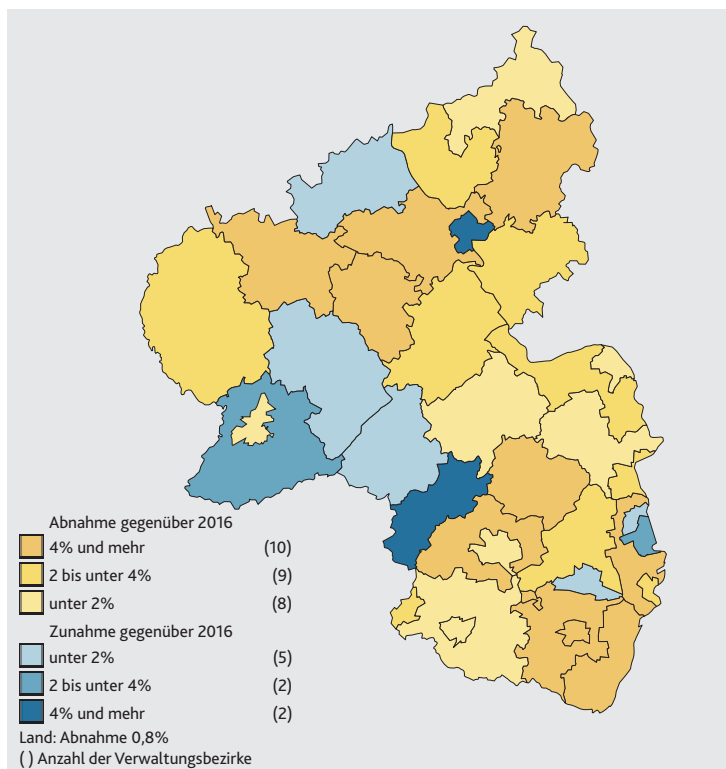 Abnahme gegenüber 2016
4% und mehr (10)
2 bis unter 4% (9)
unter 2% (8)
Zunahme gegenüber 2016
unter 2% (5)
2 bis unter 4% (2)
4% und mehr (2)
Land: Abnahme 0,8%
( ) Anzahl der Verwaltungsbezirke